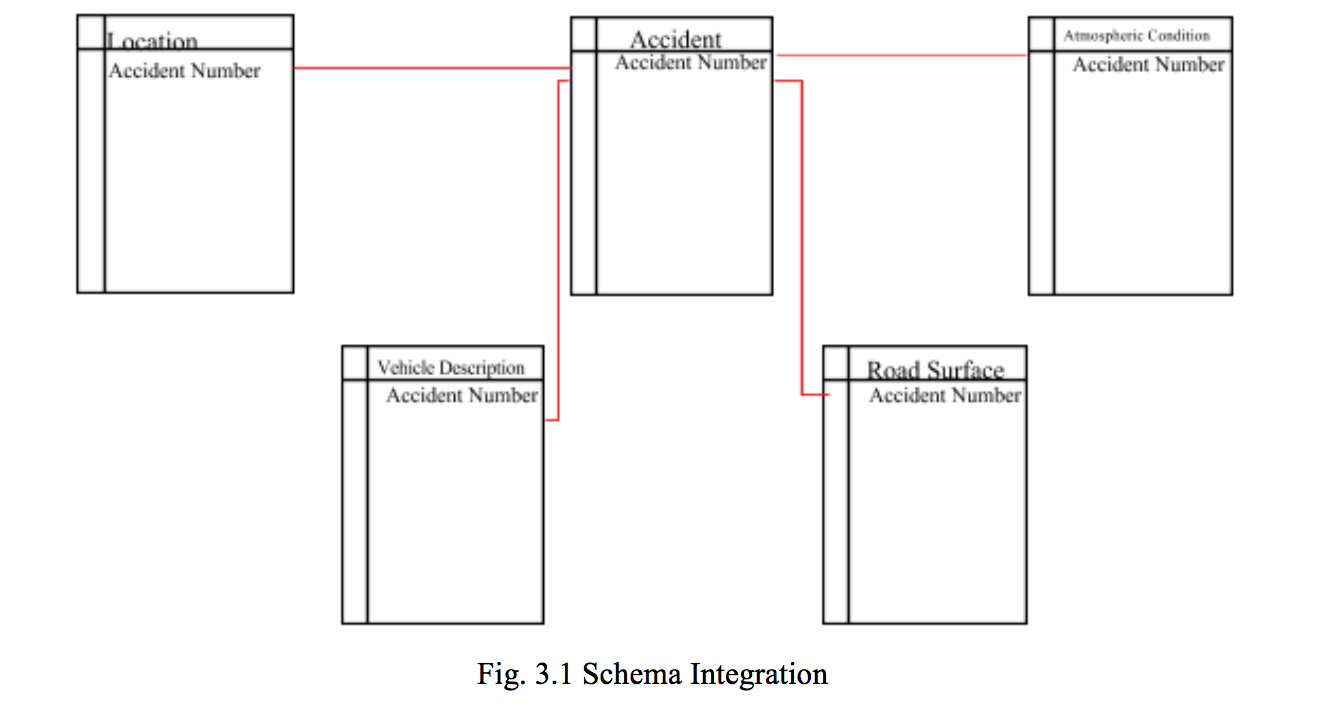 Location
Accident Number
Accident
Accident Number
Atmospheric Condition
Accident Number
Vehicle Description
Accident Number
Road Surface
Accident Number
Fig. 3.1 Schema Integration